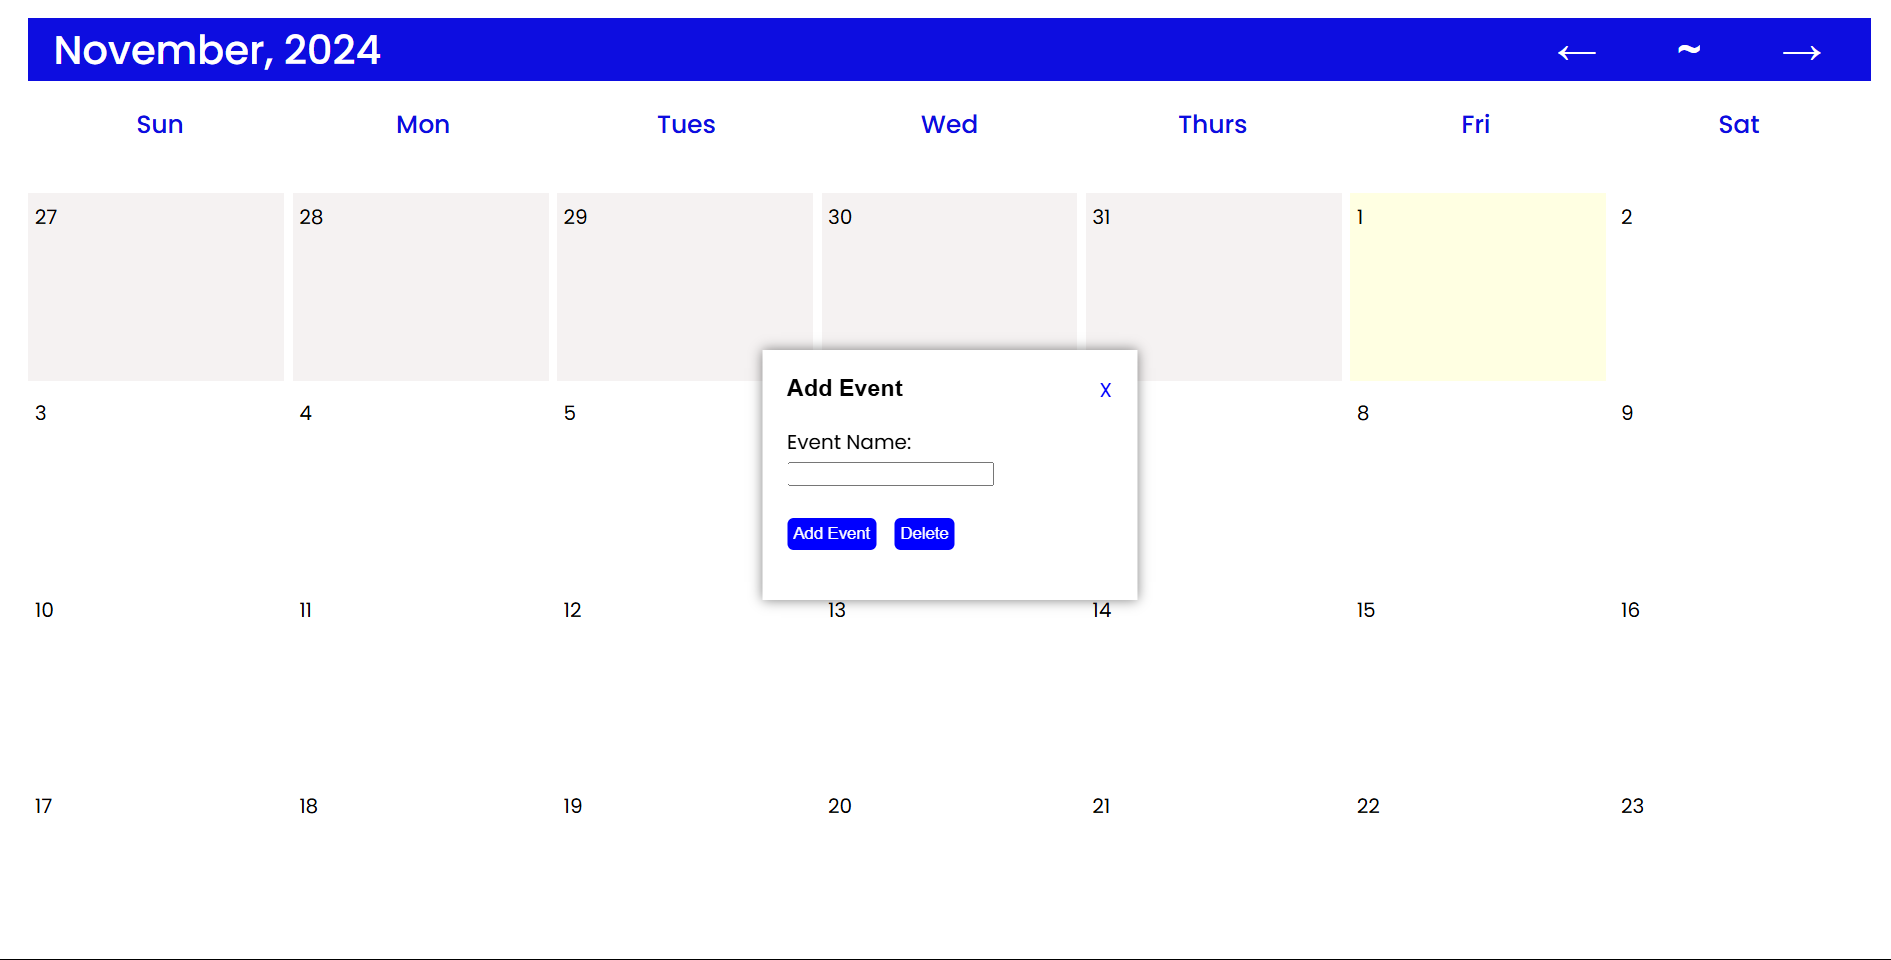 November, 2024 ← ~ →
Sun Mon Tues Wed Thurs Fri Sat
27 28 29 30 31 1 2
Add Event X
3 4 5 8 9
Event Name:
Add Event Delete
10 11 12 13 14 15 16
17 18 19 20 21 22 23